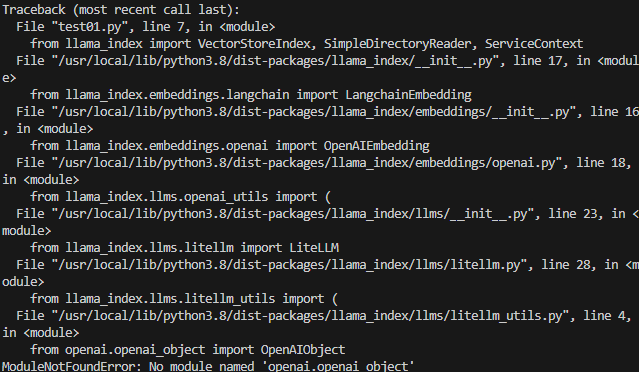 Traceback (most recent call last):
  File "test01.py", line 7, in <module>
    from llama_index import VectorStoreIndex, SimpleDirectoryReader, ServiceContext
  File "/usr/local/lib/python3.8/dist-packages/llama_index/__init__.py", line 17, in <modul
e>
    from llama_index.embeddings.langchain import LangchainEmbedding
  File "/usr/local/lib/python3.8/dist-packages/llama_index/embeddings/__init__.py", line 16
, in <module>
    from llama_index.embeddings.openai import OpenAIEmbedding
  File "/usr/local/lib/python3.8/dist-packages/llama_index/embeddings/openai.py", line 18,
in <module>
    from llama_index.llms.openai_utils import (
  File "/usr/local/lib/python3.8/dist-packages/llama_index/llms/__init__.py", line 23, in <
module>
    from llama_index.llms.litellm import LiteLLM
  File "/usr/local/lib/python3.8/dist-packages/llama_index/llms/litellm.py", line 28, in <m
odule>
    from llama_index.llms.litellm_utils import (
  File "/usr/local/lib/python3.8/dist-packages/llama_index/llms/litellm_utils.py", line 4,
in <module>
    from openai.openai_object import OpenAIObject
ModuleNotFoundError: No module named 'openai.openai_object'